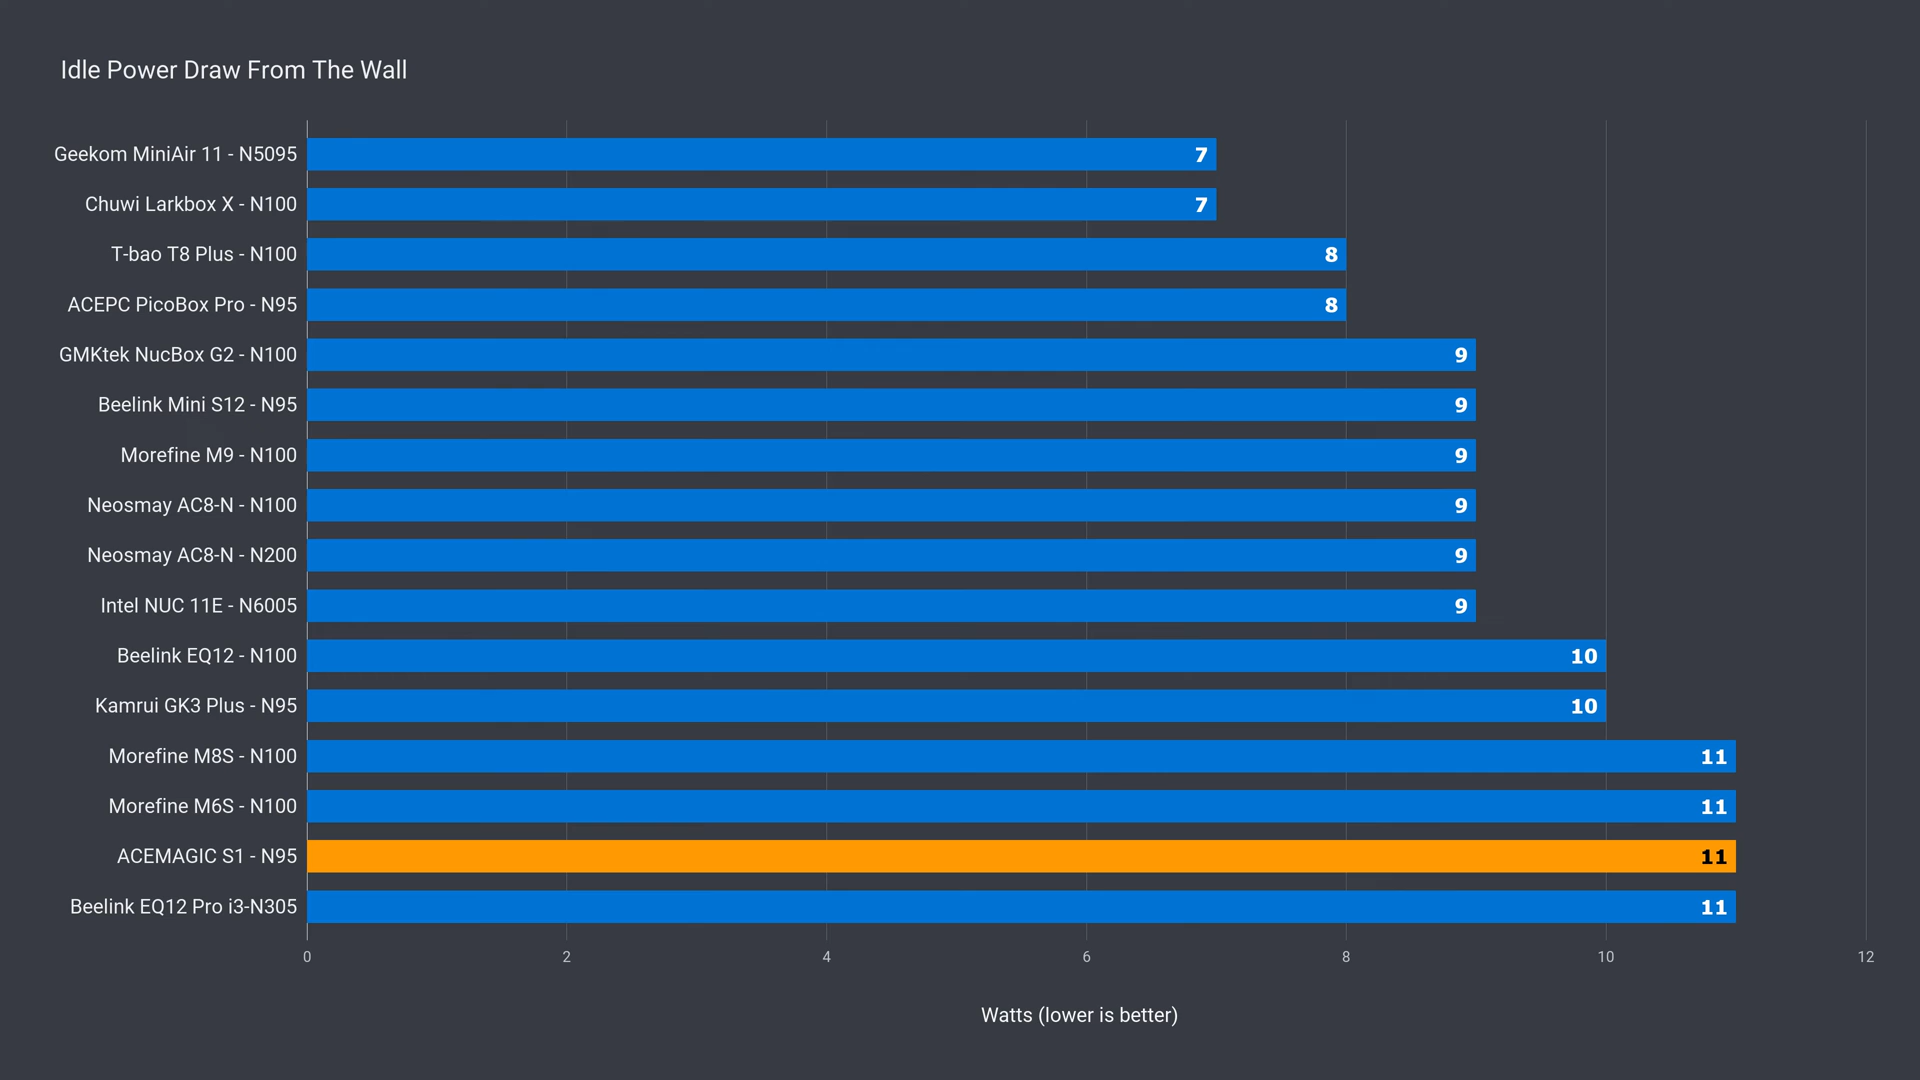 Idle Power Draw From The Wall
Geekom MiniAir 11 - N5095 7
Chuwi Larkbox X - N100 7
T-bao T8 Plus - N100 8
ACEPC PicoBox Pro - N95 8
GMKtek NucBox G2 - N100 9
Beelink Mini S12 - N95 9
Morefine M9 - N100 9
Neosmay AC8-N - N100 9
Neosmay AC8-N - N200 9
Intel NUC 11E - N6005 9
Beelink EQ12 - N100 10
Kamrui GK3 Plus - N95 10
Morefine M8S - N100 11
Morefine M6S - N100 11
ACEMAGIC S1 - N95 11
Beelink EQ12 Pro i3-N305 11
0 2 4 6 8 10 12
Watts (lower is better)